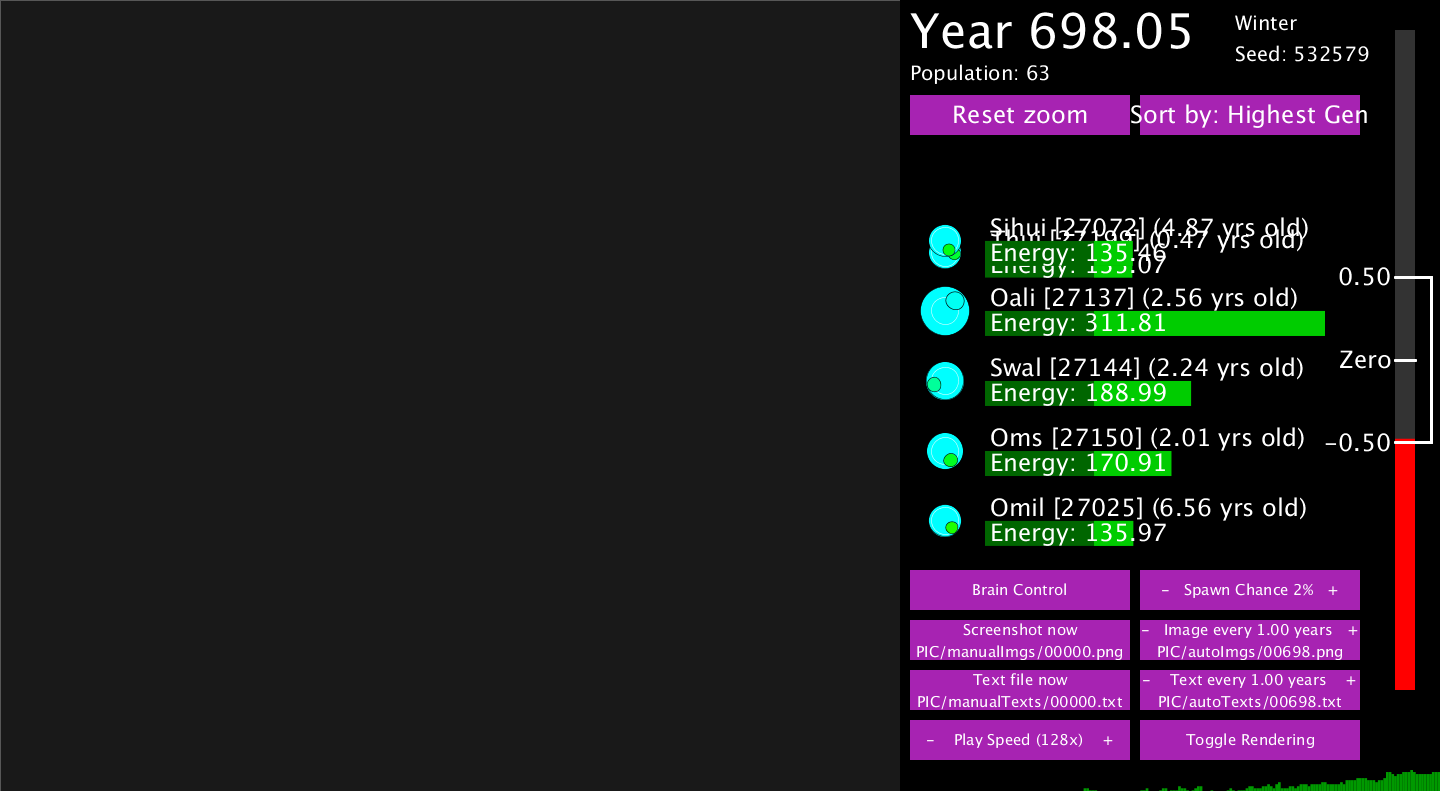 Year 698.05
Winter
Seed: 532579
Population: 63
Reset zoom
Sort by: Highest Gen
Sihui [27072] (4.87 yrs old)
[27199] (0.47 yrs old)
Energy: 135.46
Energy: 135.07
Oali [27137] (2.56 yrs old)
Energy: 311.81
Swal [27144] (2.24 yrs old)
Energy: 188.99
Oms [27150] (2.01 yrs old)
Energy: 170.91
Omil [27025] (6.56 yrs old)
Energy: 135.97
0.50
Zero
-0.50
Brain Control
- Spawn Chance 2% +
Screenshot now
PIC/manualImgs/00000.png
- Image every 1.00 years +
PIC/autoImgs/00698.png
Text file now
PIC/manualTexts/00000.txt
- Text every 1.00 years +
PIC/autoTexts/00698.txt
- Play Speed (128x) +
Toggle Rendering